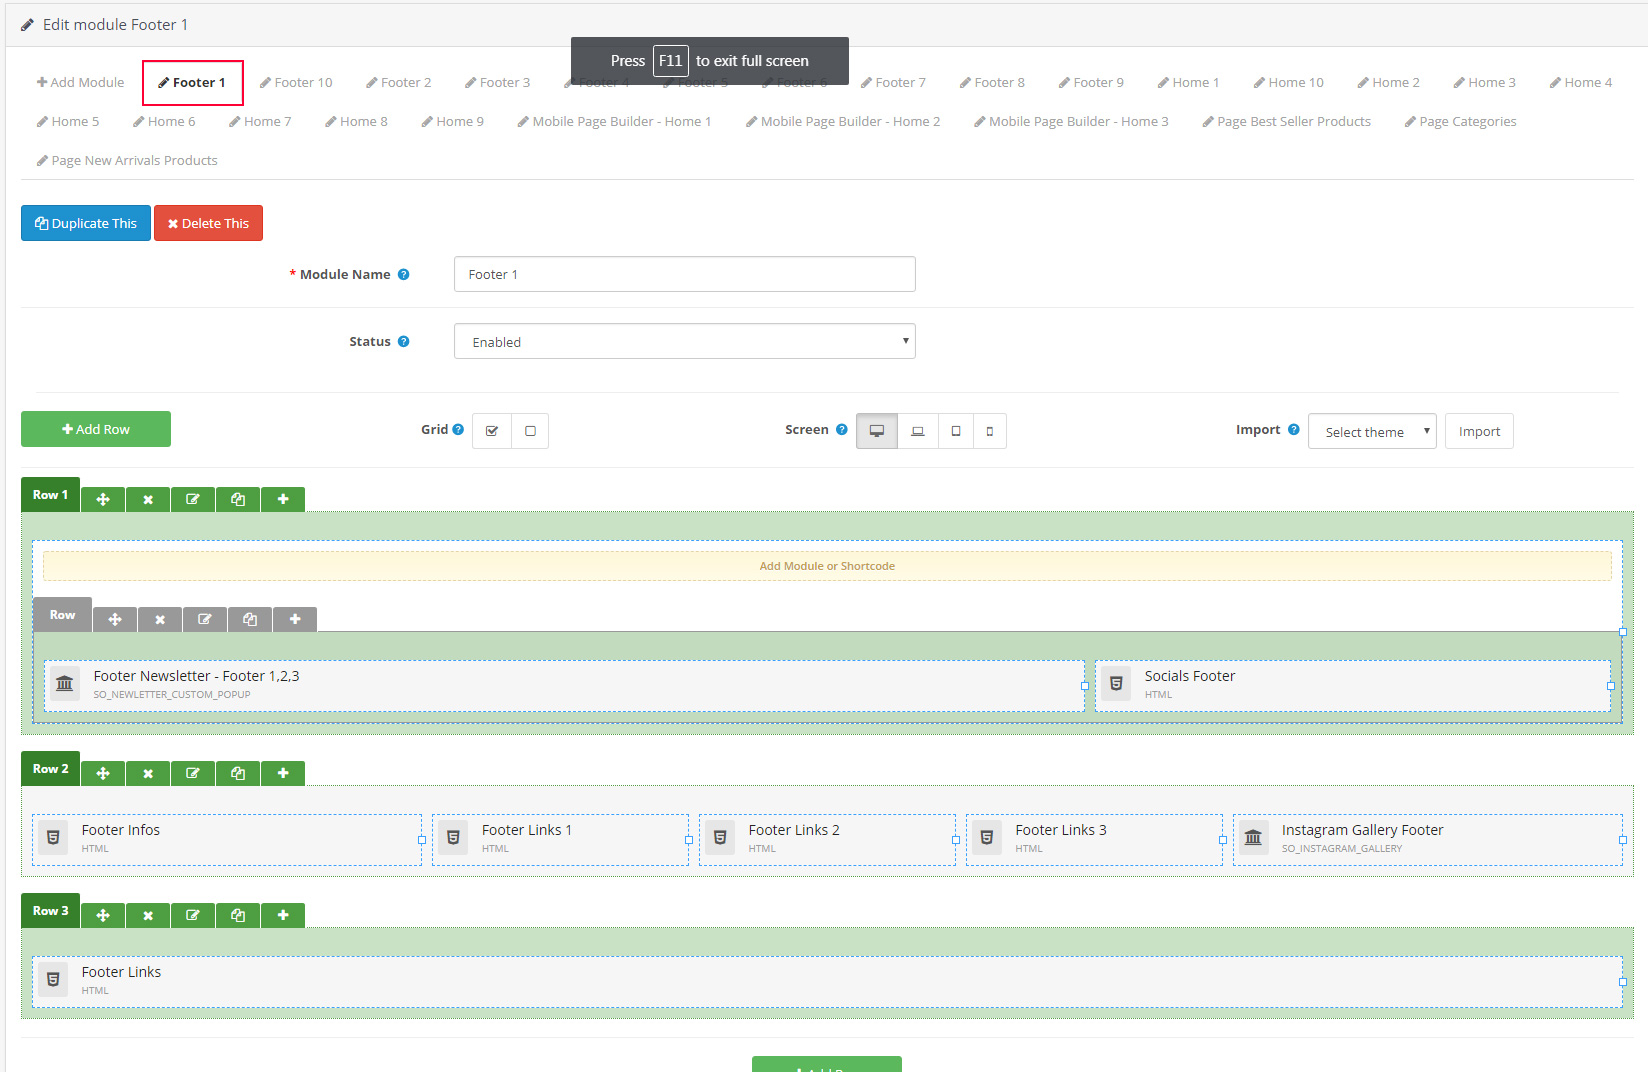 Edit module Footer 1
Press F11 to exit full screen
Add Module Footer 1 Footer 10 Footer 2 Footer 3 Footer 4 Footer 5 Footer 6 Footer 7 Footer 8 Footer 9 Home 1 Home 10 Home 2 Home 3 Home 4
Home 5 Home 6 Home 7 Home 8 Home 9 Mobile Page Builder - Home 1 Mobile Page Builder - Home 2 Mobile Page Builder - Home 3 Page Best Seller Products Page Categories
Page New Arrivals Products
Duplicate This Delete This
* Module Name Footer 1
Status Enabled
Add Row Grid Screen Import Select theme Import
Row 1
Add Module or Shortcode
Row
Footer Newsletter - Footer 1,2,3 Socials Footer
SO_NEWLETTER_CUSTOM_POPUP HTML
Row 2
Footer Infos Footer Links 1 Footer Links 2 Footer Links 3 Instagram Gallery Footer
HTML HTML HTML HTML SO_INSTAGRAM_GALLERY
Row 3
Footer Links
HTML